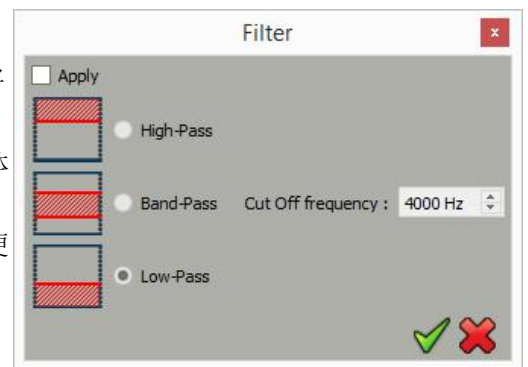 Filter
x
Apply
High-Pass
Band-Pass Cut Off frequency : 4000 Hz
Low-Pass